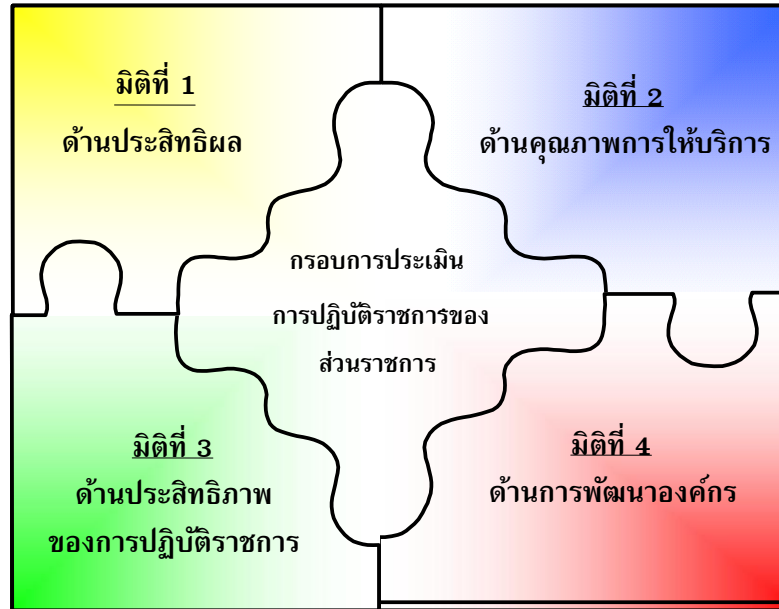 มิติที่ 1
ด้านประสิทธิผล
มิติที่ 2
ด้านคุณภาพการให้บริการ
กรอบการประเมิน
การปฏิบัติราชการของ
ส่วนราชการ
มิติที่ 3
ด้านประสิทธิภาพ
ของการปฏิบัติราชการ
มิติที่ 4
ด้านการพัฒนาองค์กร